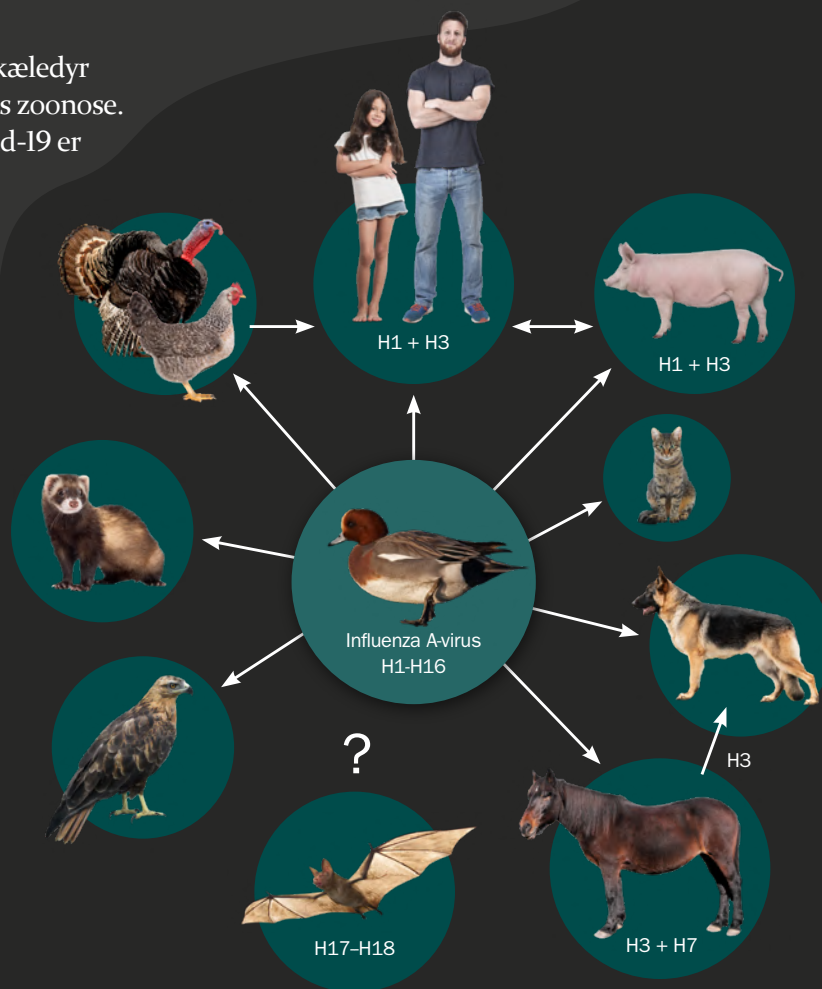 kæledyr
s zoonose.
d-19 er
H1 + H3
H1 + H3
Influenza A-virus
H1-H16
?
H3
H17–H18
H3 + H7